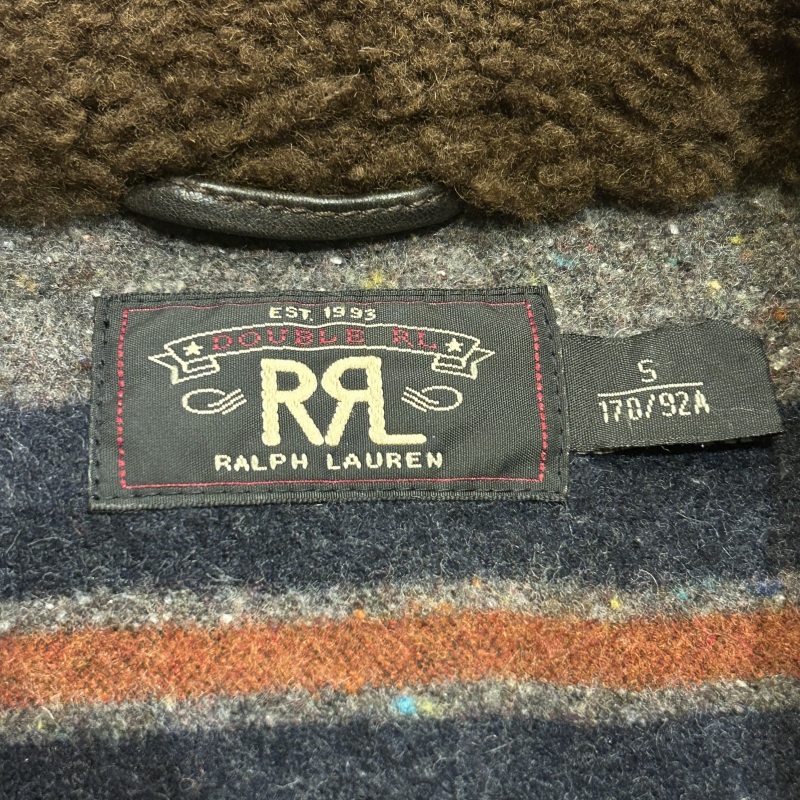 EST. 1993
DOUBLE RL
RRL
RALPH LAUREN
S
170/92A